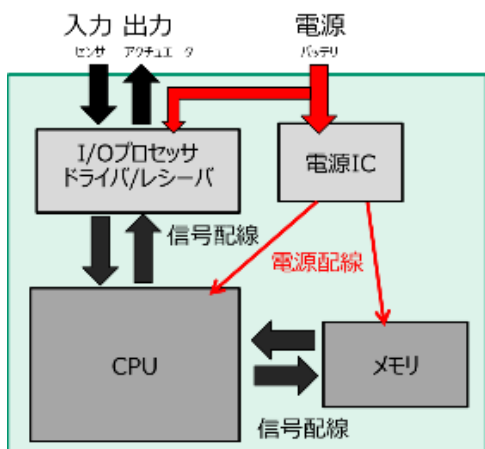 入力 出力 電源
センサ アクチュエータ バッテリ
I/Oプロセッサ
ドライバ/レシーバ
電源IC
信号配線
電源配線
CPU
メモリ
信号配線